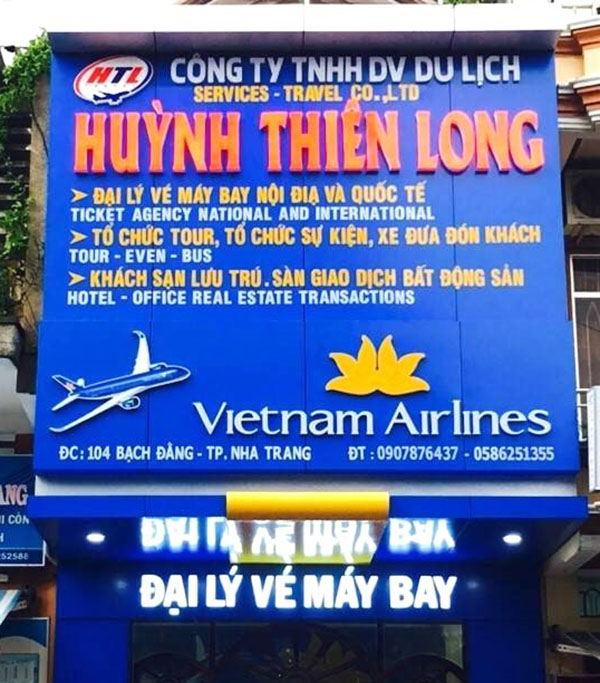 HTL
CÔNG TY TNHH DV DU LỊCH
SERVICES - TRAVEL CO.,LTD
HUỲNH THIÊN LONG
➤ ĐẠI LÝ VÉ MÁY BAY NỘI ĐỊA VÀ QUỐC TẾ
TICKET AGENCY NATIONAL AND INTERNATIONAL
➤ TỔ CHỨC TOUR, TỔ CHỨC SỰ KIỆN, XE ĐƯA ĐÓN KHÁCH
TOUR - EVEN - BUS
➤ KHÁCH SẠN LƯU TRÚ. SÀN GIAO DỊCH BẤT ĐỘNG SẢN
HOTEL - OFFICE REAL ESTATE TRANSACTIONS
Vietnam Airlines
ĐC: 104 BẠCH ĐẰNG - TP. NHA TRANG ĐT : 0907876437 - 0586251355
ANG
252588
ĐẠI LÝ VÉ MÁY BAY